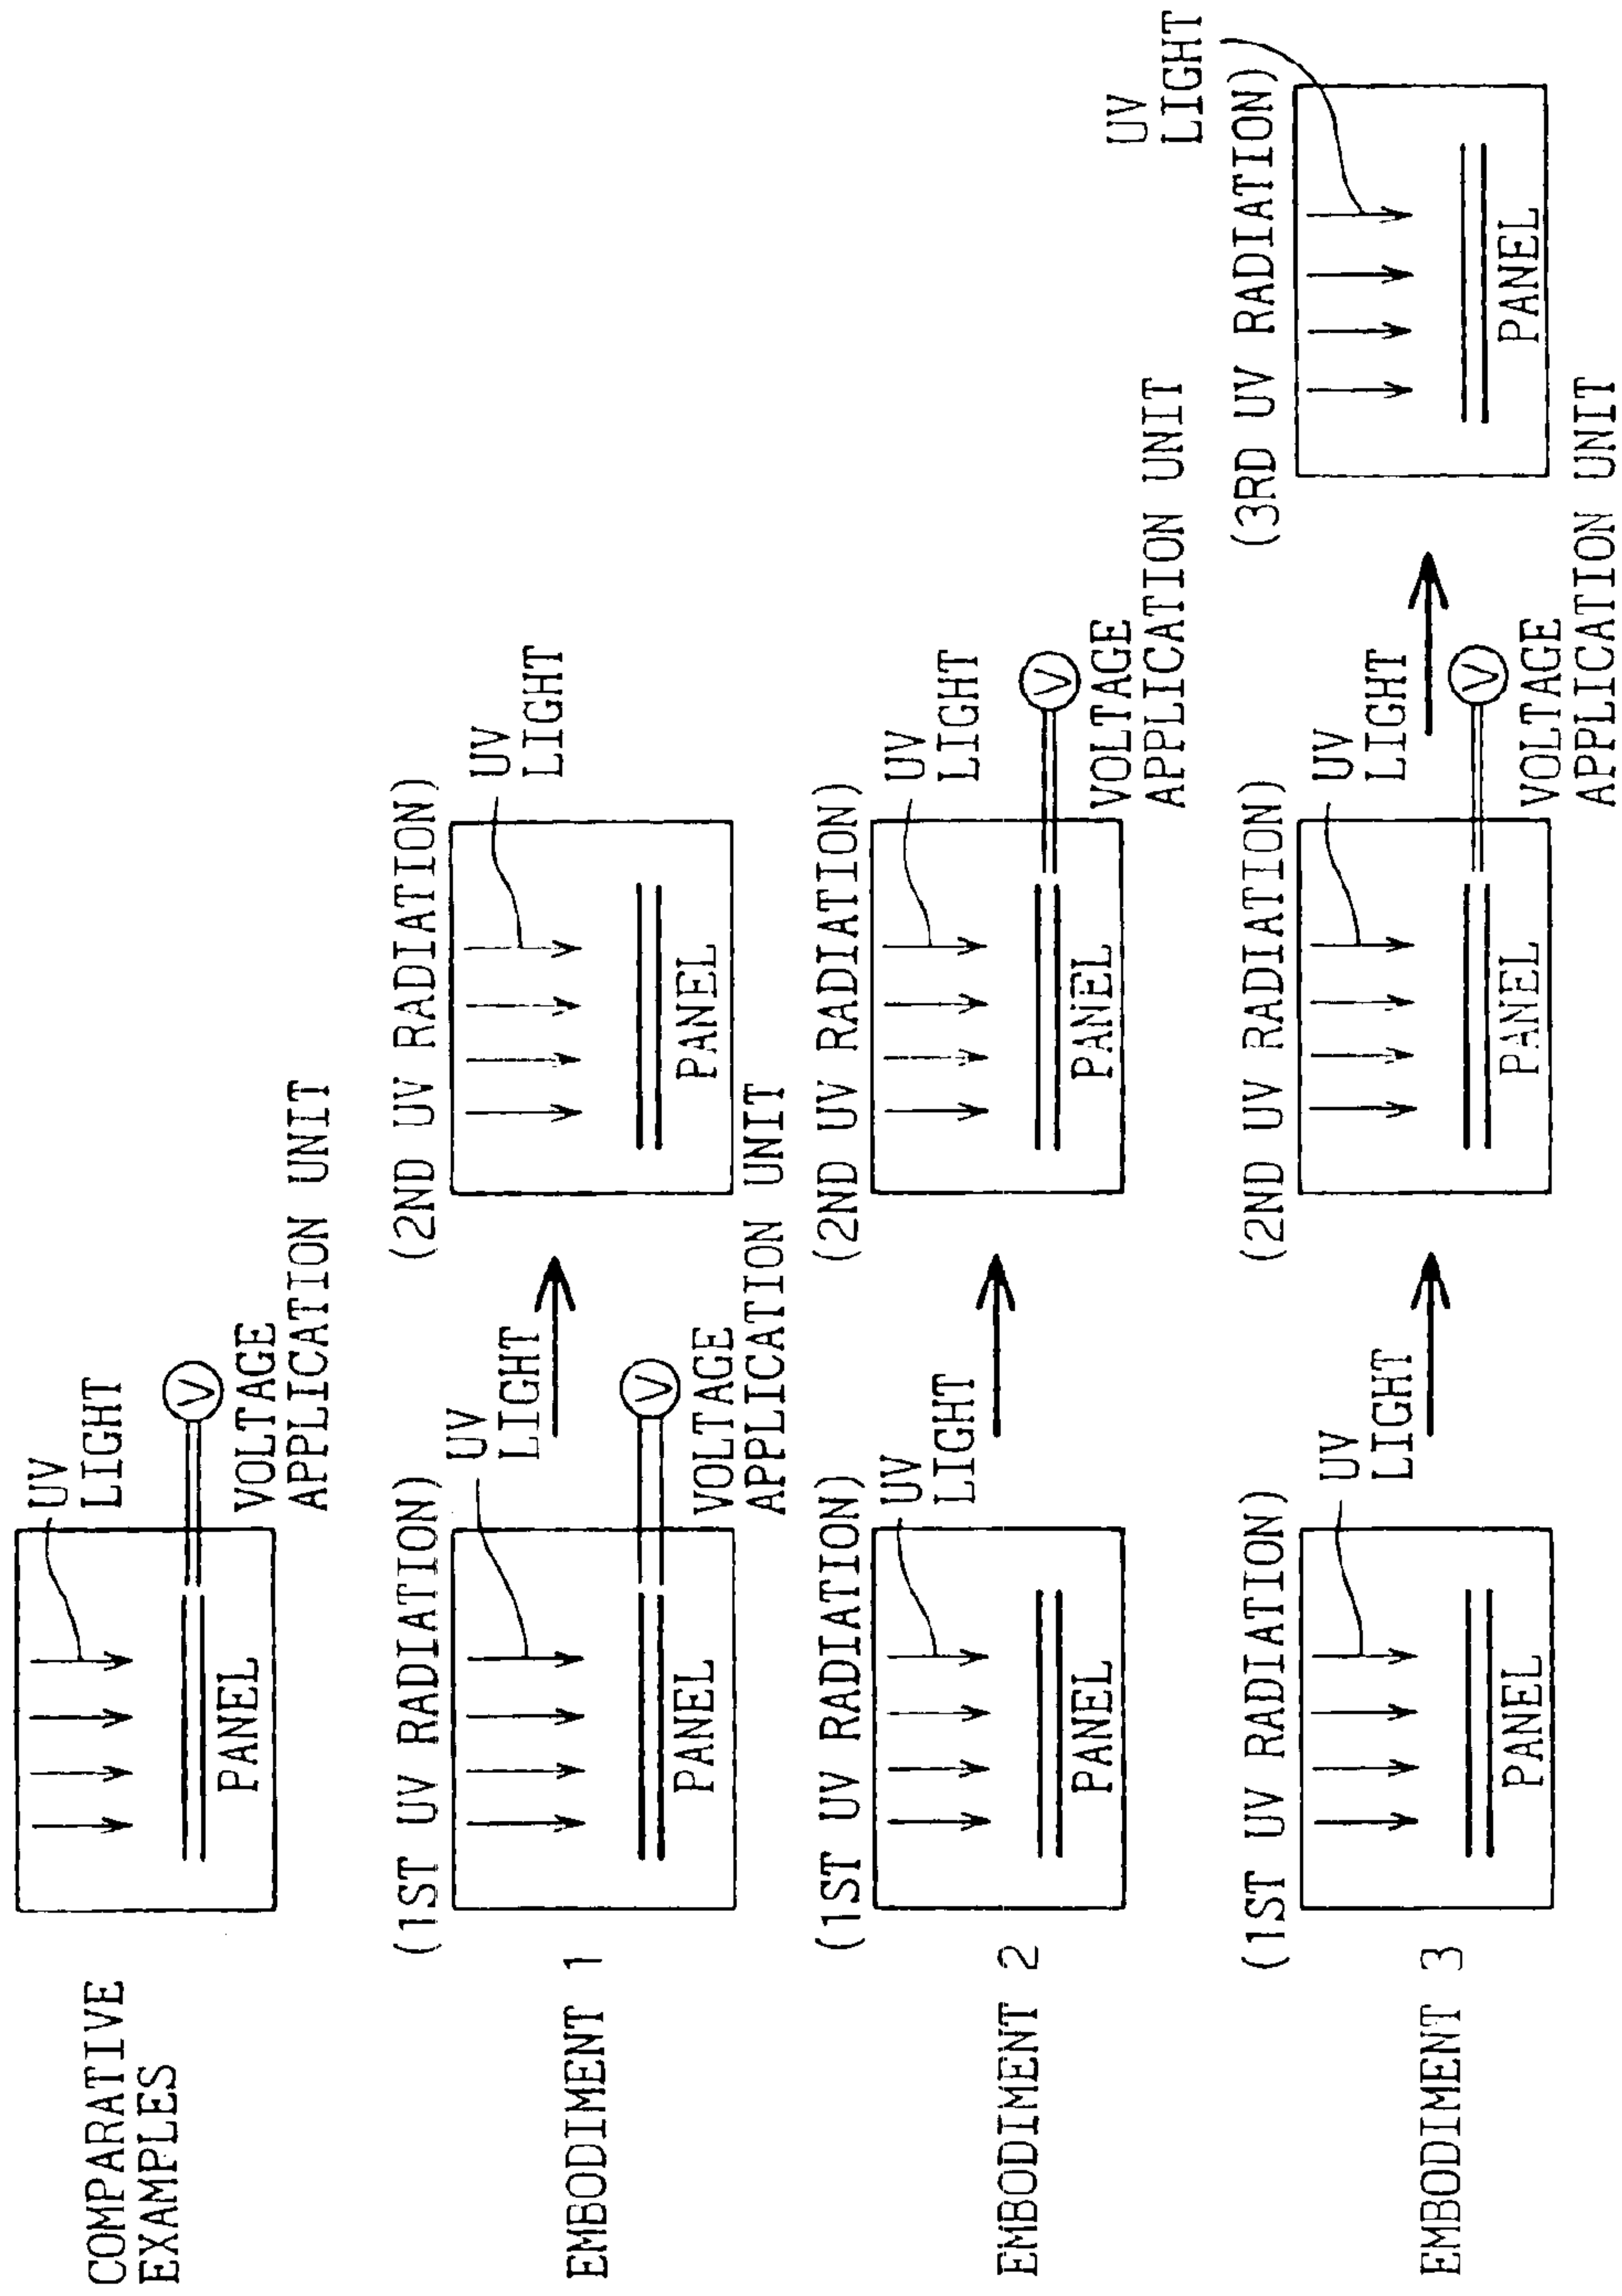 COMPARATIVE
EXAMPLES
UV
LIGHT
PANEL
V
VOLTAGE
APPLICATION UNIT
EMBODIMENT 1
(1ST UV RADIATION)
UV
LIGHT
PANEL
V
VOLTAGE
APPLICATION UNIT
(2ND UV RADIATION)
UV
LIGHT
PANEL
EMBODIMENT 2
(1ST UV RADIATION)
UV
LIGHT
PANEL
(2ND UV RADIATION)
UV
LIGHT
PANEL
V
VOLTAGE
APPLICATION UNIT
EMBODIMENT 3
(1ST UV RADIATION)
UV
LIGHT
PANEL
(2ND UV RADIATION)
UV
LIGHT
PANEL
V
VOLTAGE
APPLICATION UNIT
(3RD UV RADIATION)
UV
LIGHT
PANEL